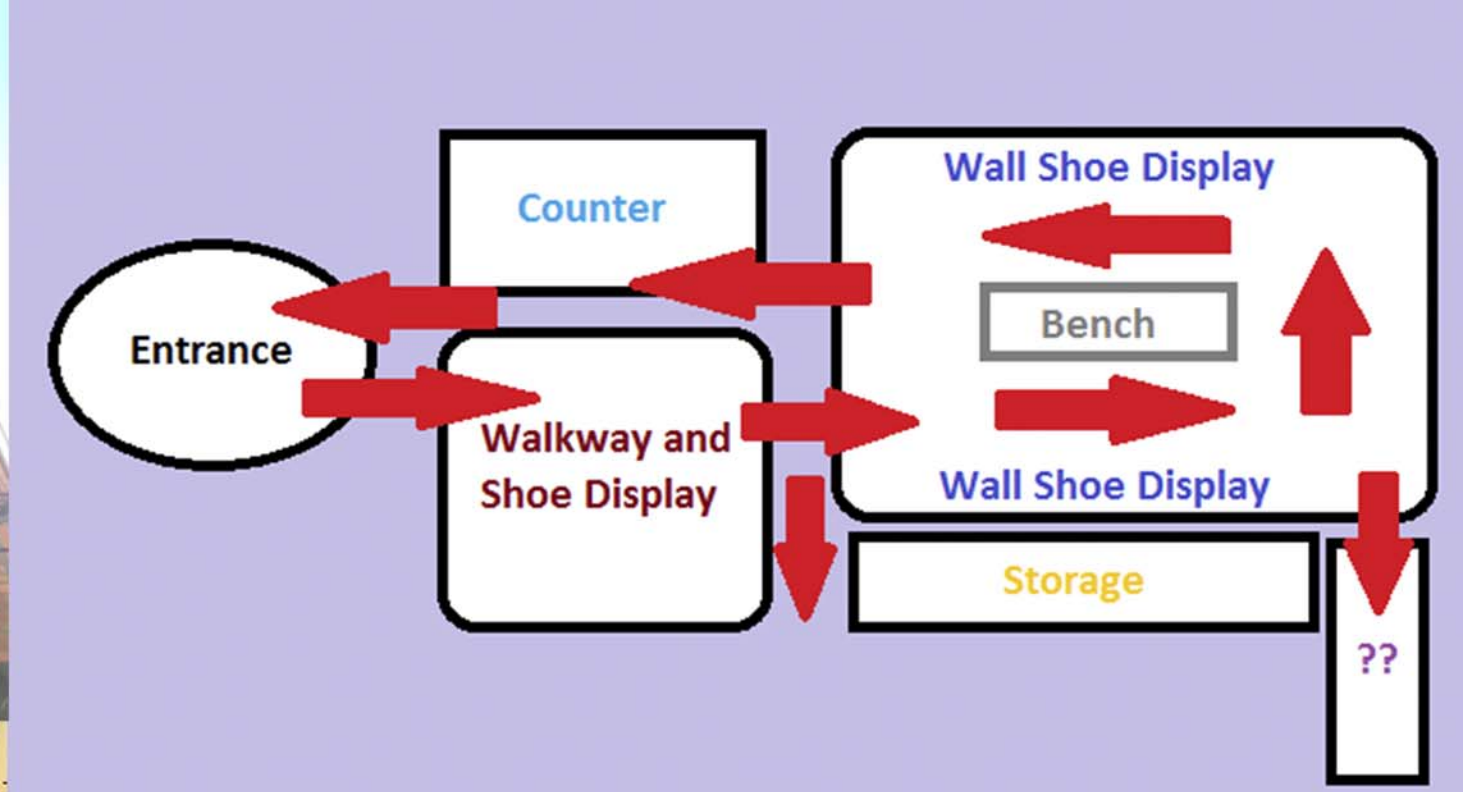 Wall Shoe Display
Counter
Bench
Entrance
Walkway and
Shoe Display
Wall Shoe Display
Storage
??